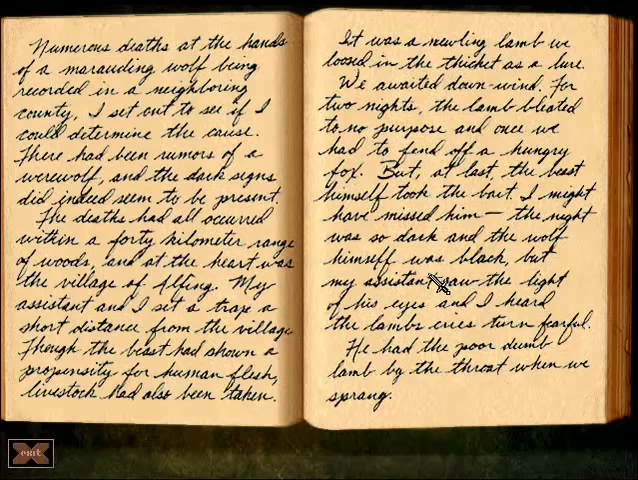 Numerous deaths at the hands
of a marauding wolf being
recorded in a neighboring
county, I set out to see if I
could determine the cause.
There had been rumors of a
werewolf, and the dark signs
did indeed seem to be present.
The deaths had all occurred
within a forty kilometer range
of woods, and at the heart was
the village of Alfing. My
assistant and I set a trap a
short distance from the village.
Though the beast had shown a
propensity for human flesh,
livestock had also been taken.
It was a mewling lamb we
loosed in the thicket as a lure.
We awaited down-wind. For
two nights, the lamb bleated
to no purpose and once we
had to fend off a hungry
fox. But, at last, the beast
himself took the bait. I might
have missed him — the night
was so dark and the wolf
himself was black, but
my assistant saw the light
of his eyes and I heard
the lambs cries turn fearful.
He had the poor dumb
lamb by the throat when we
sprang.
EXIT